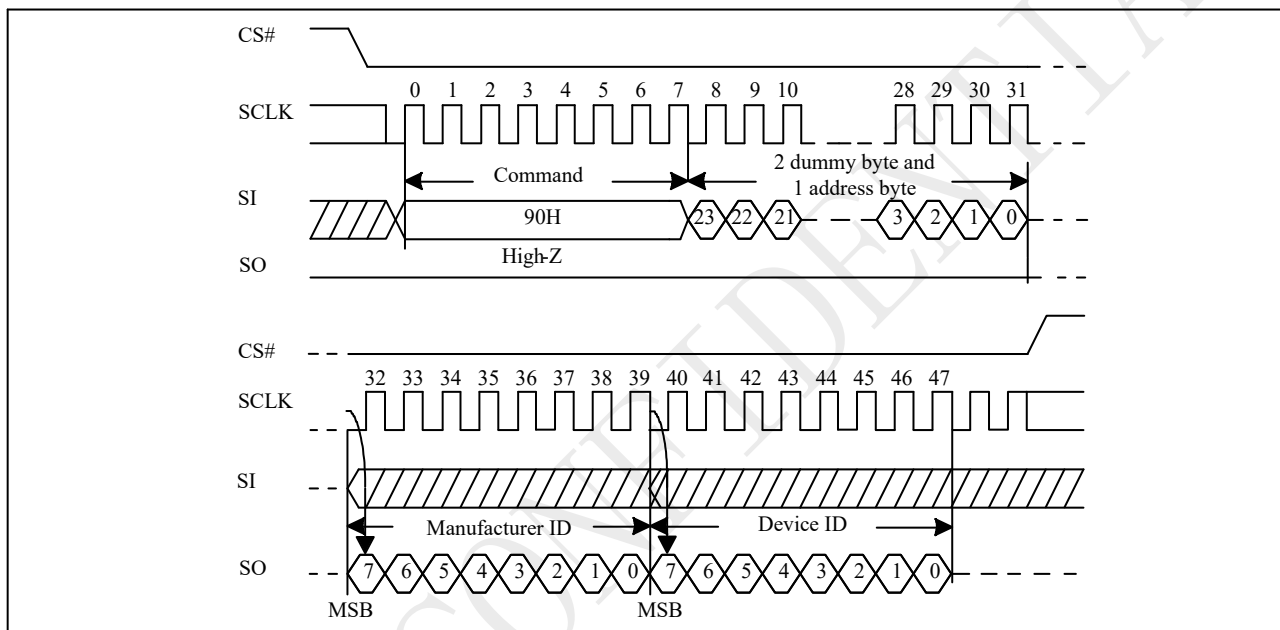 CS#
0 1 2 3 4 5 6 7 8 9 10 28 29 30 31
SCLK
2 dummy byte and
Command
1 address byte
SI
90H 23 22 21 3 2 1 0
High-Z
SO
CS#
32 33 34 35 36 37 38 39 40 41 42 43 44 45 46 47
SCLK
SI
Manufacturer ID Device ID
SO 7 6 5 4 3 2 1 0 7 6 5 4 3 2 1 0
MSB MSB
CONFIDENTIA